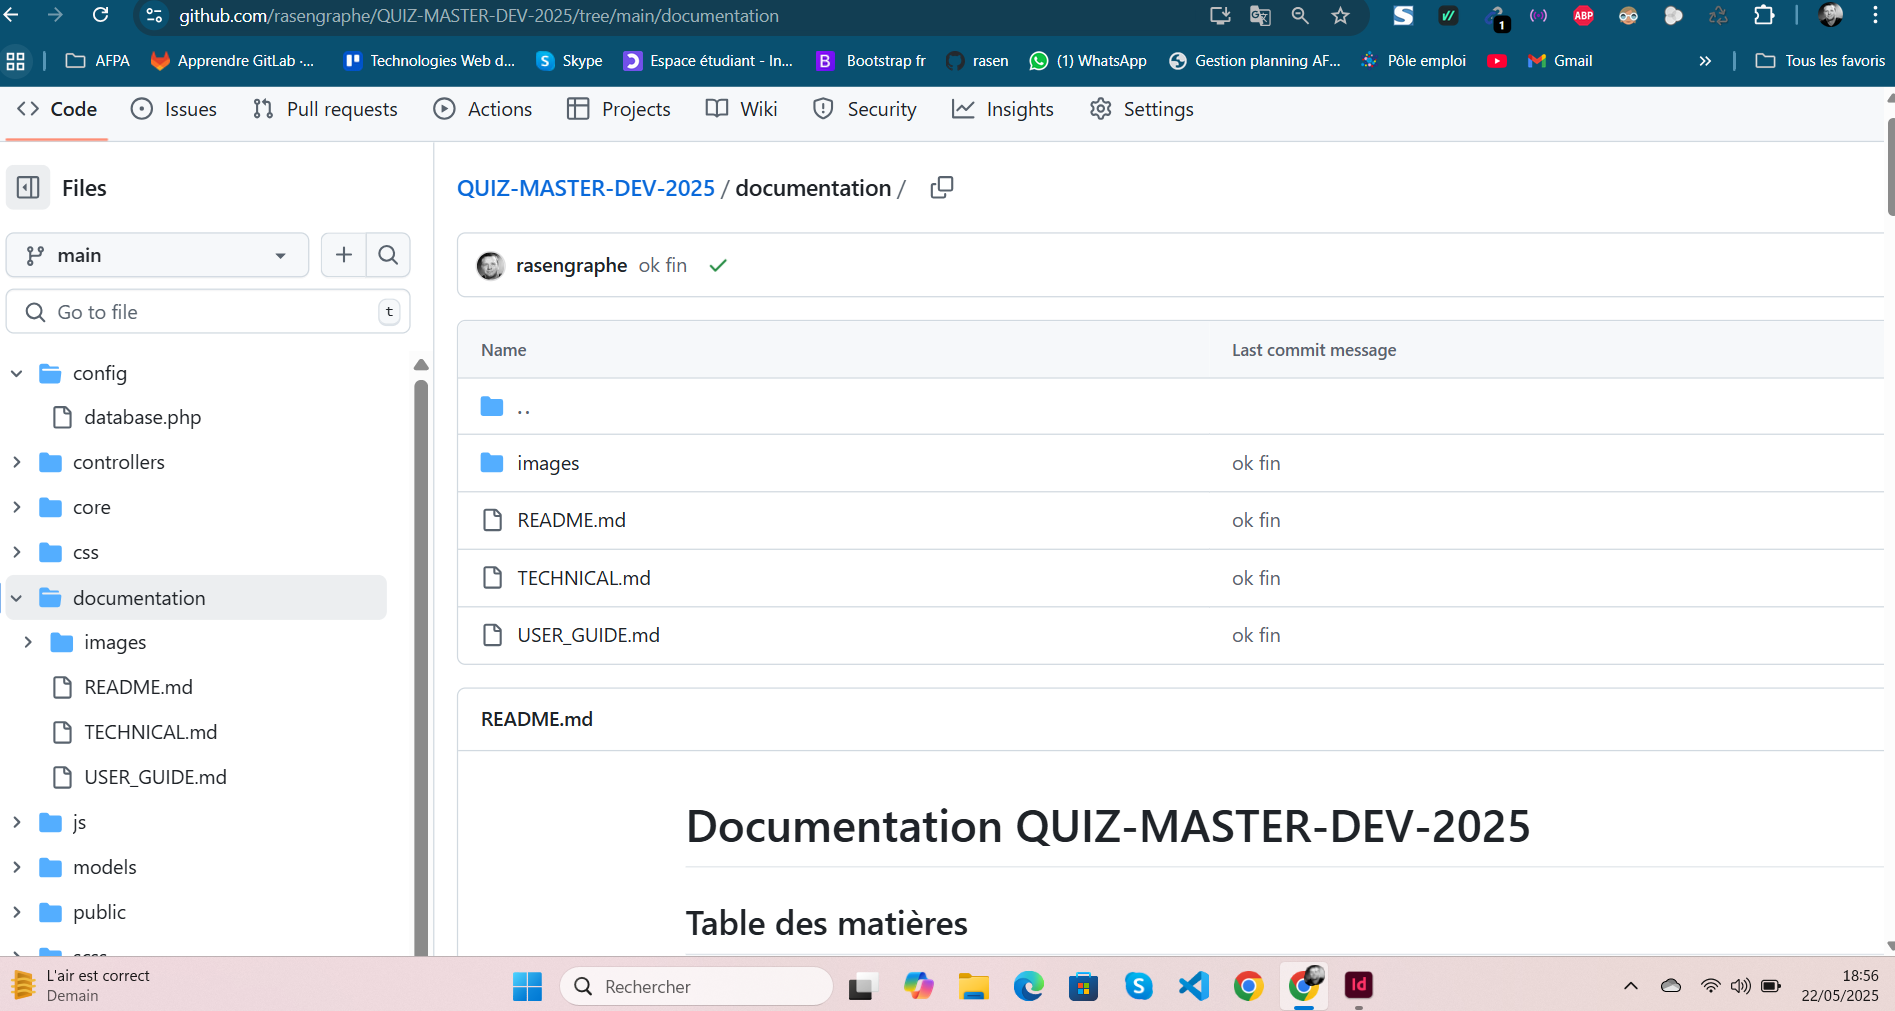 github.com/rasengraphe/QUIZ-MASTER-DEV-2025/tree/main/documentation
1
ABP
AFPA
Apprendre GitLab ·...
Technologies Web d...
Skype
Espace étudiant - In...
Bootstrap fr
rasen
(1) WhatsApp
Gestion planning AF...
Pôle emploi
Gmail
»
Tous les favoris
Code
Issues
Pull requests
Actions
Projects
Wiki
Security
Insights
Settings
Files
main
Go to file
t
config
database.php
controllers
core
css
documentation
images
README.md
TECHNICAL.md
USER_GUIDE.md
js
models
public
QUIZ-MASTER-DEV-2025 / documentation /
rasengraphe ok fin
Name Last commit message
..
images ok fin
README.md ok fin
TECHNICAL.md ok fin
USER_GUIDE.md ok fin
README.md
Documentation QUIZ-MASTER-DEV-2025
Table des matières
L'air est correct
Demain
Rechercher
Id
18:56
22/05/2025